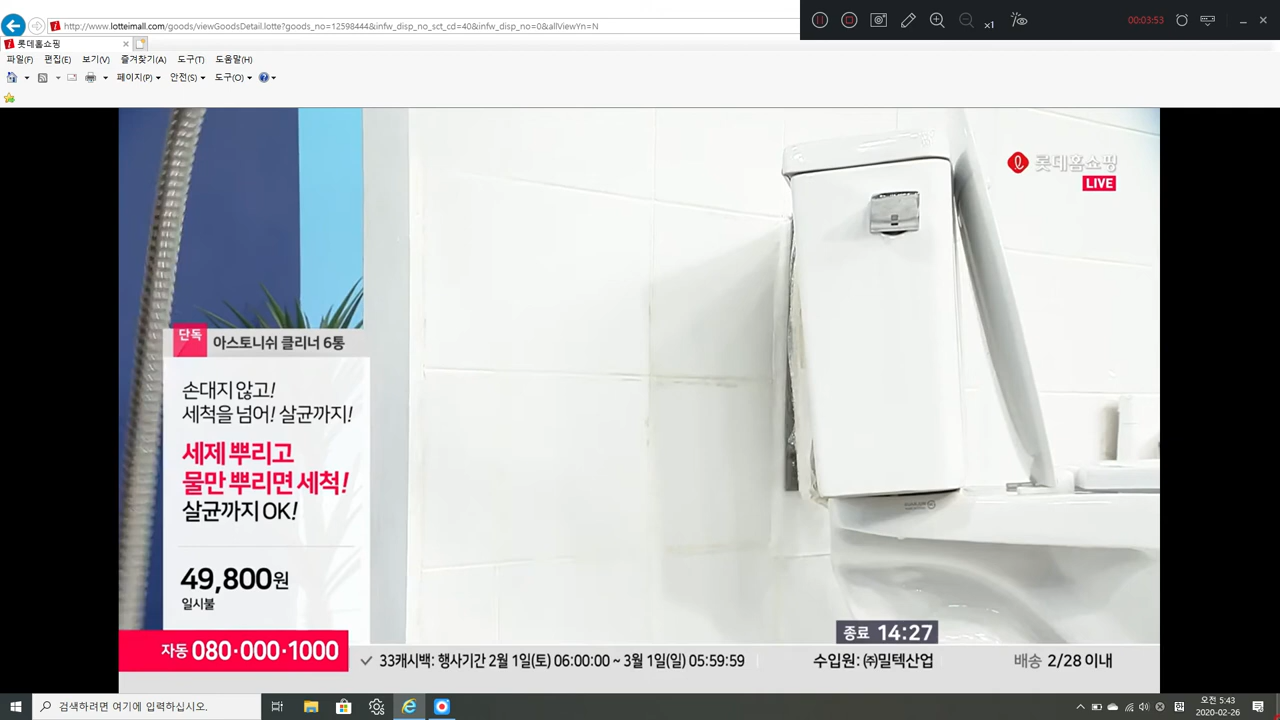 http://www.lotteimall.com/goods/viewGoodsDetail.lotte?goods_no=12598444&infw_disp_no_sct_cd=40&infw_disp_no=0&allViewYn=N
x1
00:03:53
롯데홈쇼핑
파일(F) 편집(E) 보기(V) 즐겨찾기(A) 도구(T) 도움말(H)
페이지(P) 안전(S) 도구(O)
롯데홈쇼핑
LIVE
단독 아스토니쉬 클리너 6통
손대지 않고!
세척을 넘어! 살균까지!
세제 뿌리고
물만 뿌리면 세척!
살균까지 OK!
49,800원
일시불
종료 14:27
자동 080·000·1000
33캐시백: 행사기간 2월 1일(토) 06:00:00 ~ 3월 1일(일) 05:59:59
수입원: ㈜밀텍산업
배송 2/28 이내
검색하려면 여기에 입력하십시오.
한
오전 5:43
2020-02-26